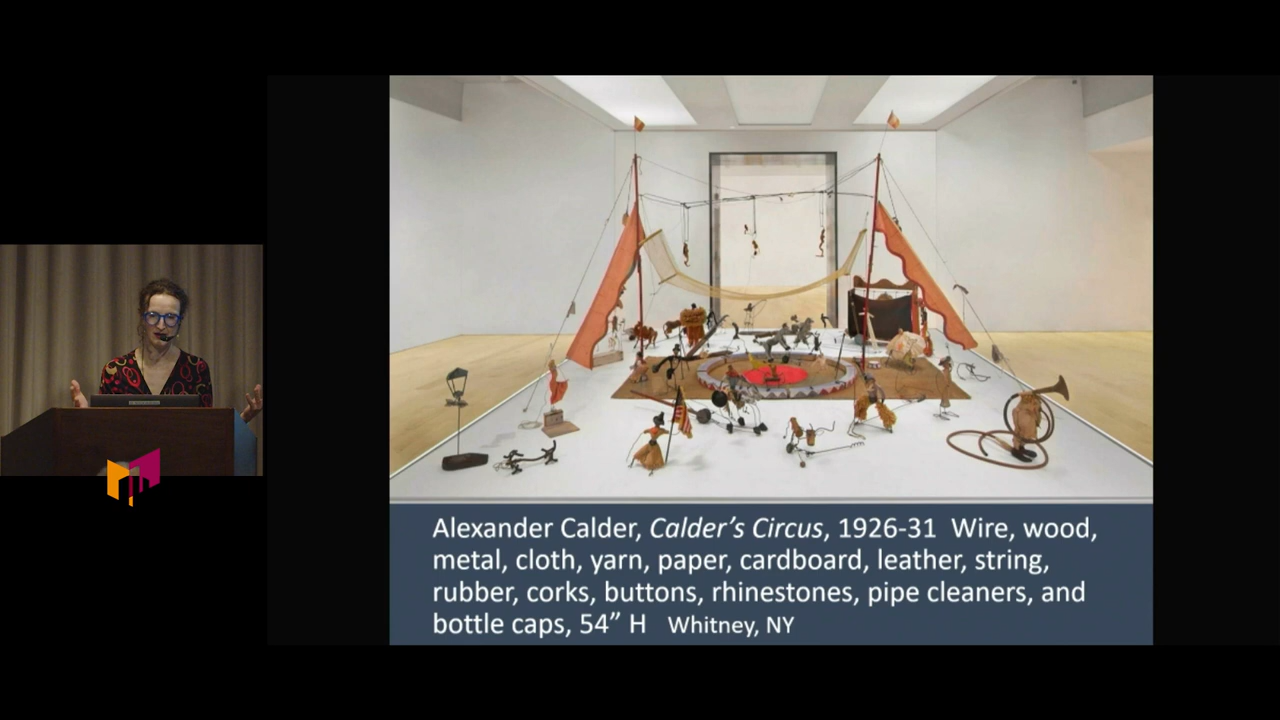 Alexander Calder, Calder’s Circus, 1926-31  Wire, wood,
metal, cloth, yarn, paper, cardboard, leather, string,
rubber, corks, buttons, rhinestones, pipe cleaners, and
bottle caps, 54” H   Whitney, NY